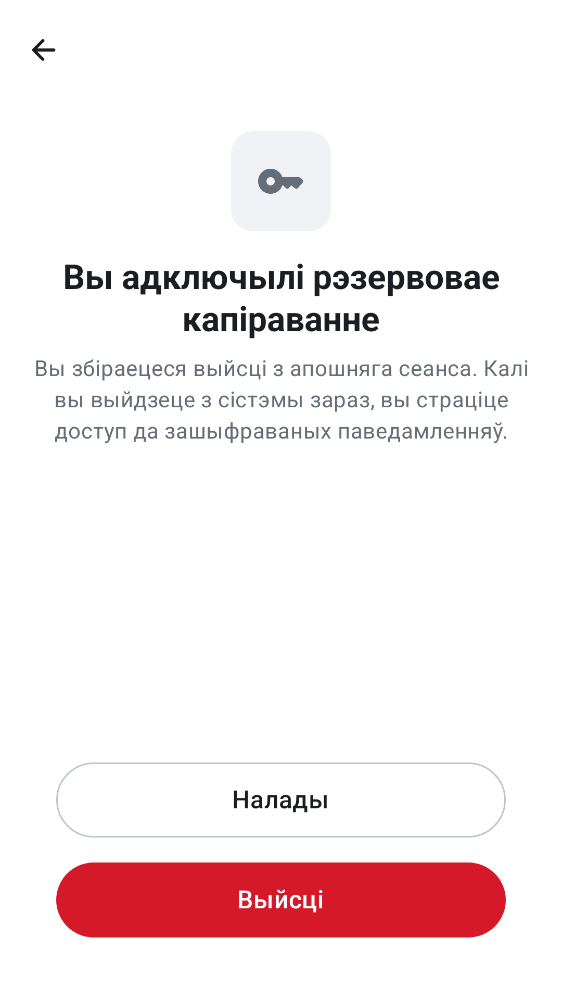 Вы адключылі рэзервовае
капіраванне
Вы збіраецеся выйсці з апошняга сеанса. Калі
вы выйдзеце з сістэмы зараз, вы страціце
доступ да зашыфраваных паведамленняў.
Налады
Выйсці